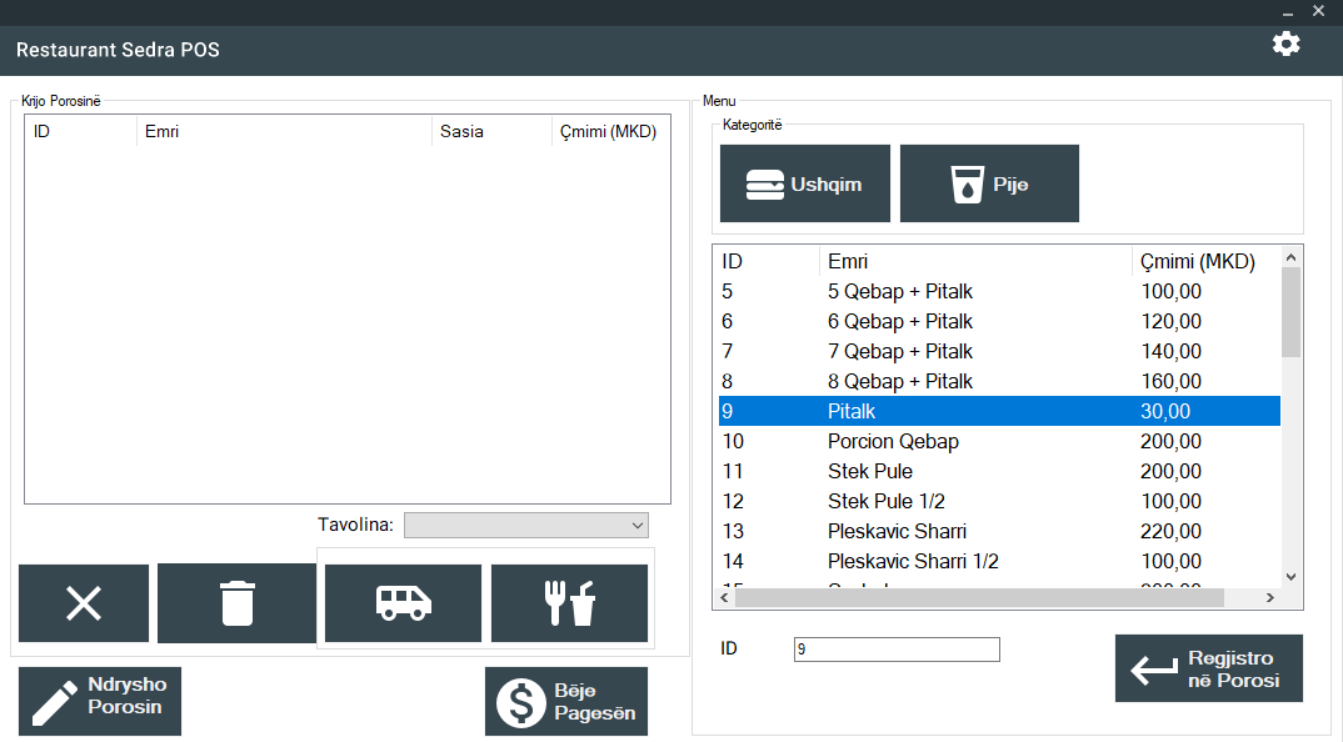 Restaurant Sedra POS
Krijo Porosinë
ID Emri Sasia Çmimi (MKD)
Tavolina:
Ndrysho
Porosin
Bëje
Pagesën
Menu
Kategoritë
Ushqim
Pije
ID Emri Çmimi (MKD)
5 5 Qebap + Pitalk 100,00
6 6 Qebap + Pitalk 120,00
7 7 Qebap + Pitalk 140,00
8 8 Qebap + Pitalk 160,00
9 Pitalk 30,00
10 Porcion Qebap 200,00
11 Stek Pule 200,00
12 Stek Pule 1/2 100,00
13 Pleskavic Sharri 220,00
14 Pleskavic Sharri 1/2 100,00
ID 9
Regjistro
në Porosi